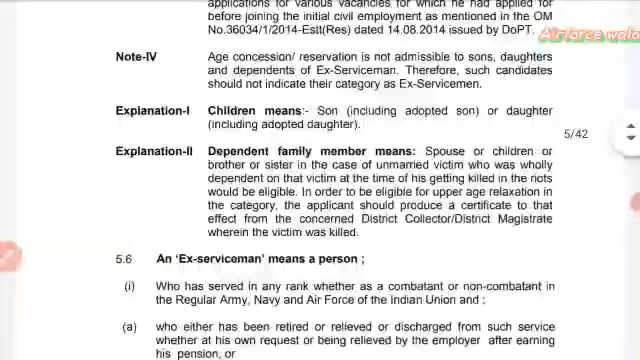 applications for various vacancies for which he had applied for
before joining the initial civil employment as mentioned in the OM
No.36034/1/2014-Estt(Res) dated 14.08.2014 issued by DoPT.
Airforce wala
Note-IV Age concession/ reservation is not admissible to sons, daughters
and dependents of Ex-Serviceman. Therefore, such candidates
should not indicate their category as Ex-Servicemen.
Explanation-I Children means:- Son (including adopted son) or daughter
(including adopted daughter).
5/42
Explanation-II Dependent family member means: Spouse or children or
brother or sister in the case of unmarried victim who was wholly
dependent on that victim at the time of his getting killed in the riots
would be eligible. In order to be eligible for upper age relaxation in
the category, the applicant should produce a certificate to that
effect from the concerned District Collector/District Magistrate
wherein the victim was killed.
5.6 An ‘Ex-serviceman’ means a person ;
(i) Who has served in any rank whether as a combatant or non-combatant in
the Regular Army, Navy and Air Force of the Indian Union and ;
(a) who either has been retired or relieved or discharged from such service
whether at his own request or being relieved by the employer after earning
his pension; or